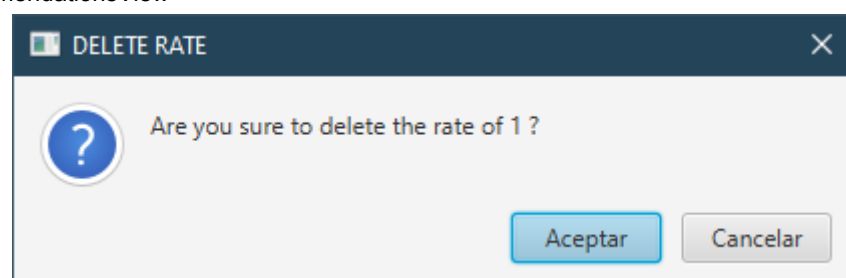 DELETE RATE
Are you sure to delete the rate of 1 ?
Aceptar
Cancelar